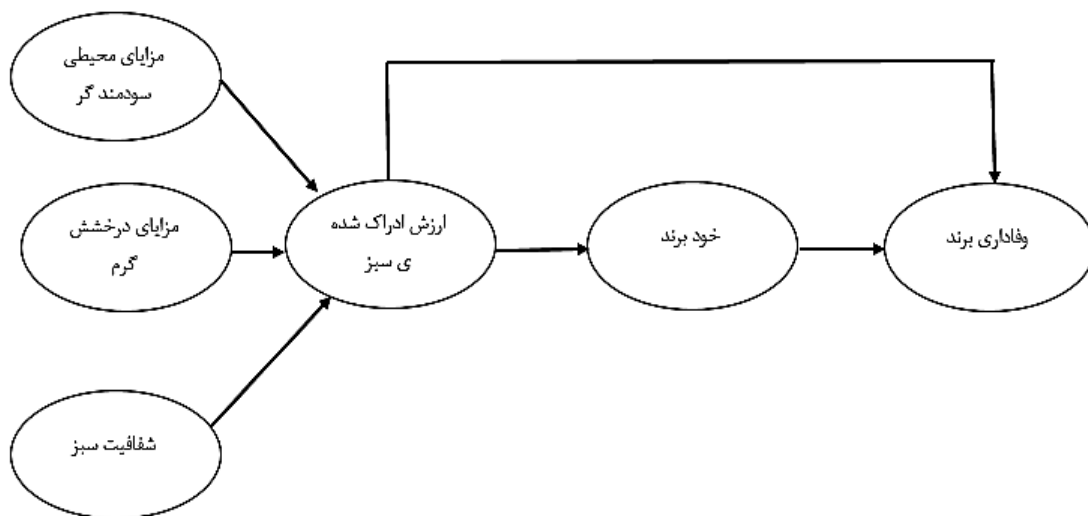 مزایای محیطی
سودمند گر
مزایای درخشش
گرم
شفافیت سبز
ارزش ادراک شده
ی سبز
خود برند
وفاداری برند